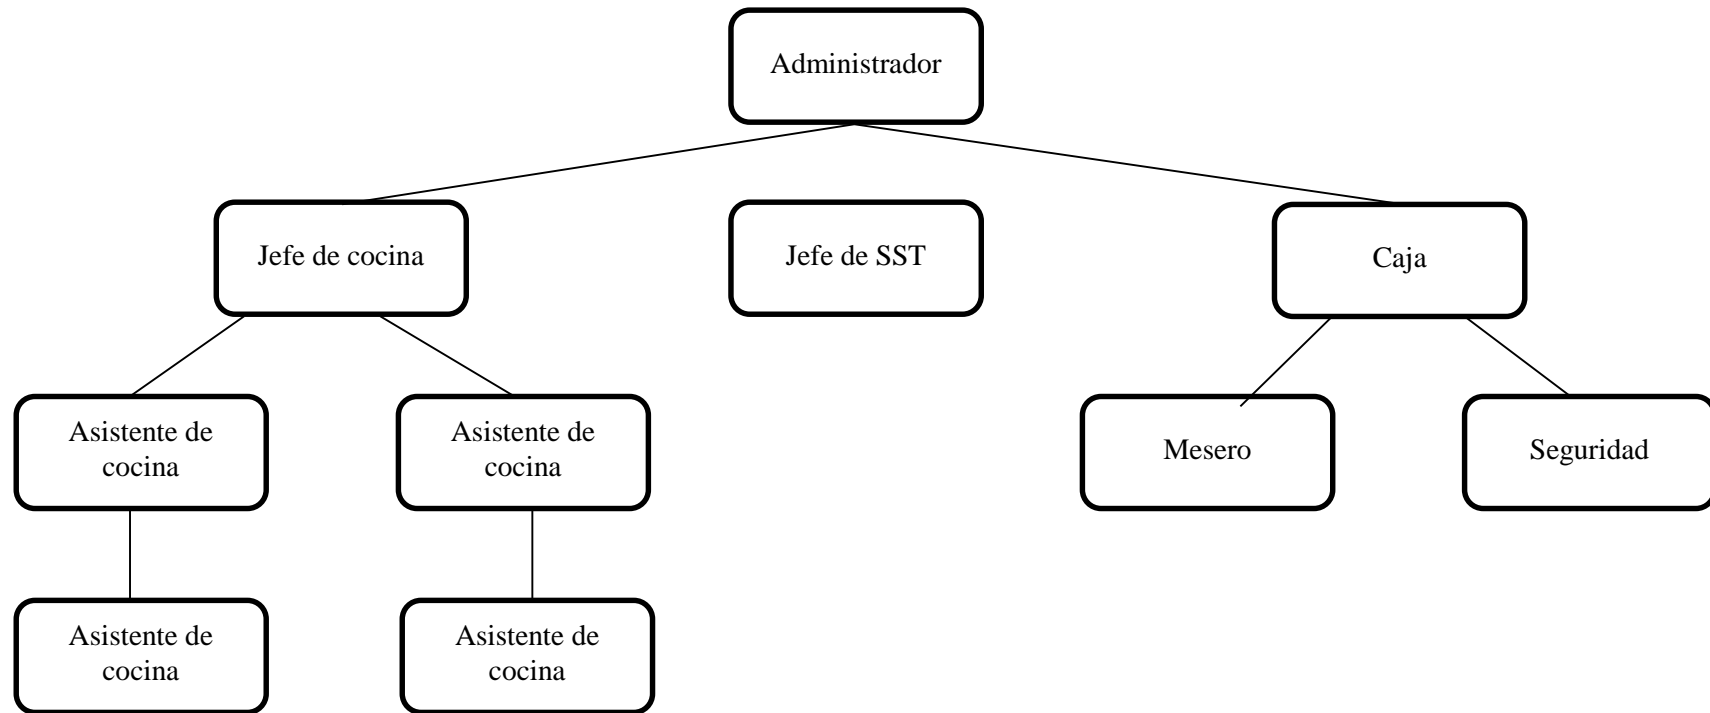 Administrador
Jefe de cocina
Jefe de SST
Caja
Asistente de
cocina
Asistente de
cocina
Mesero
Seguridad
Asistente de
cocina
Asistente de
cocina